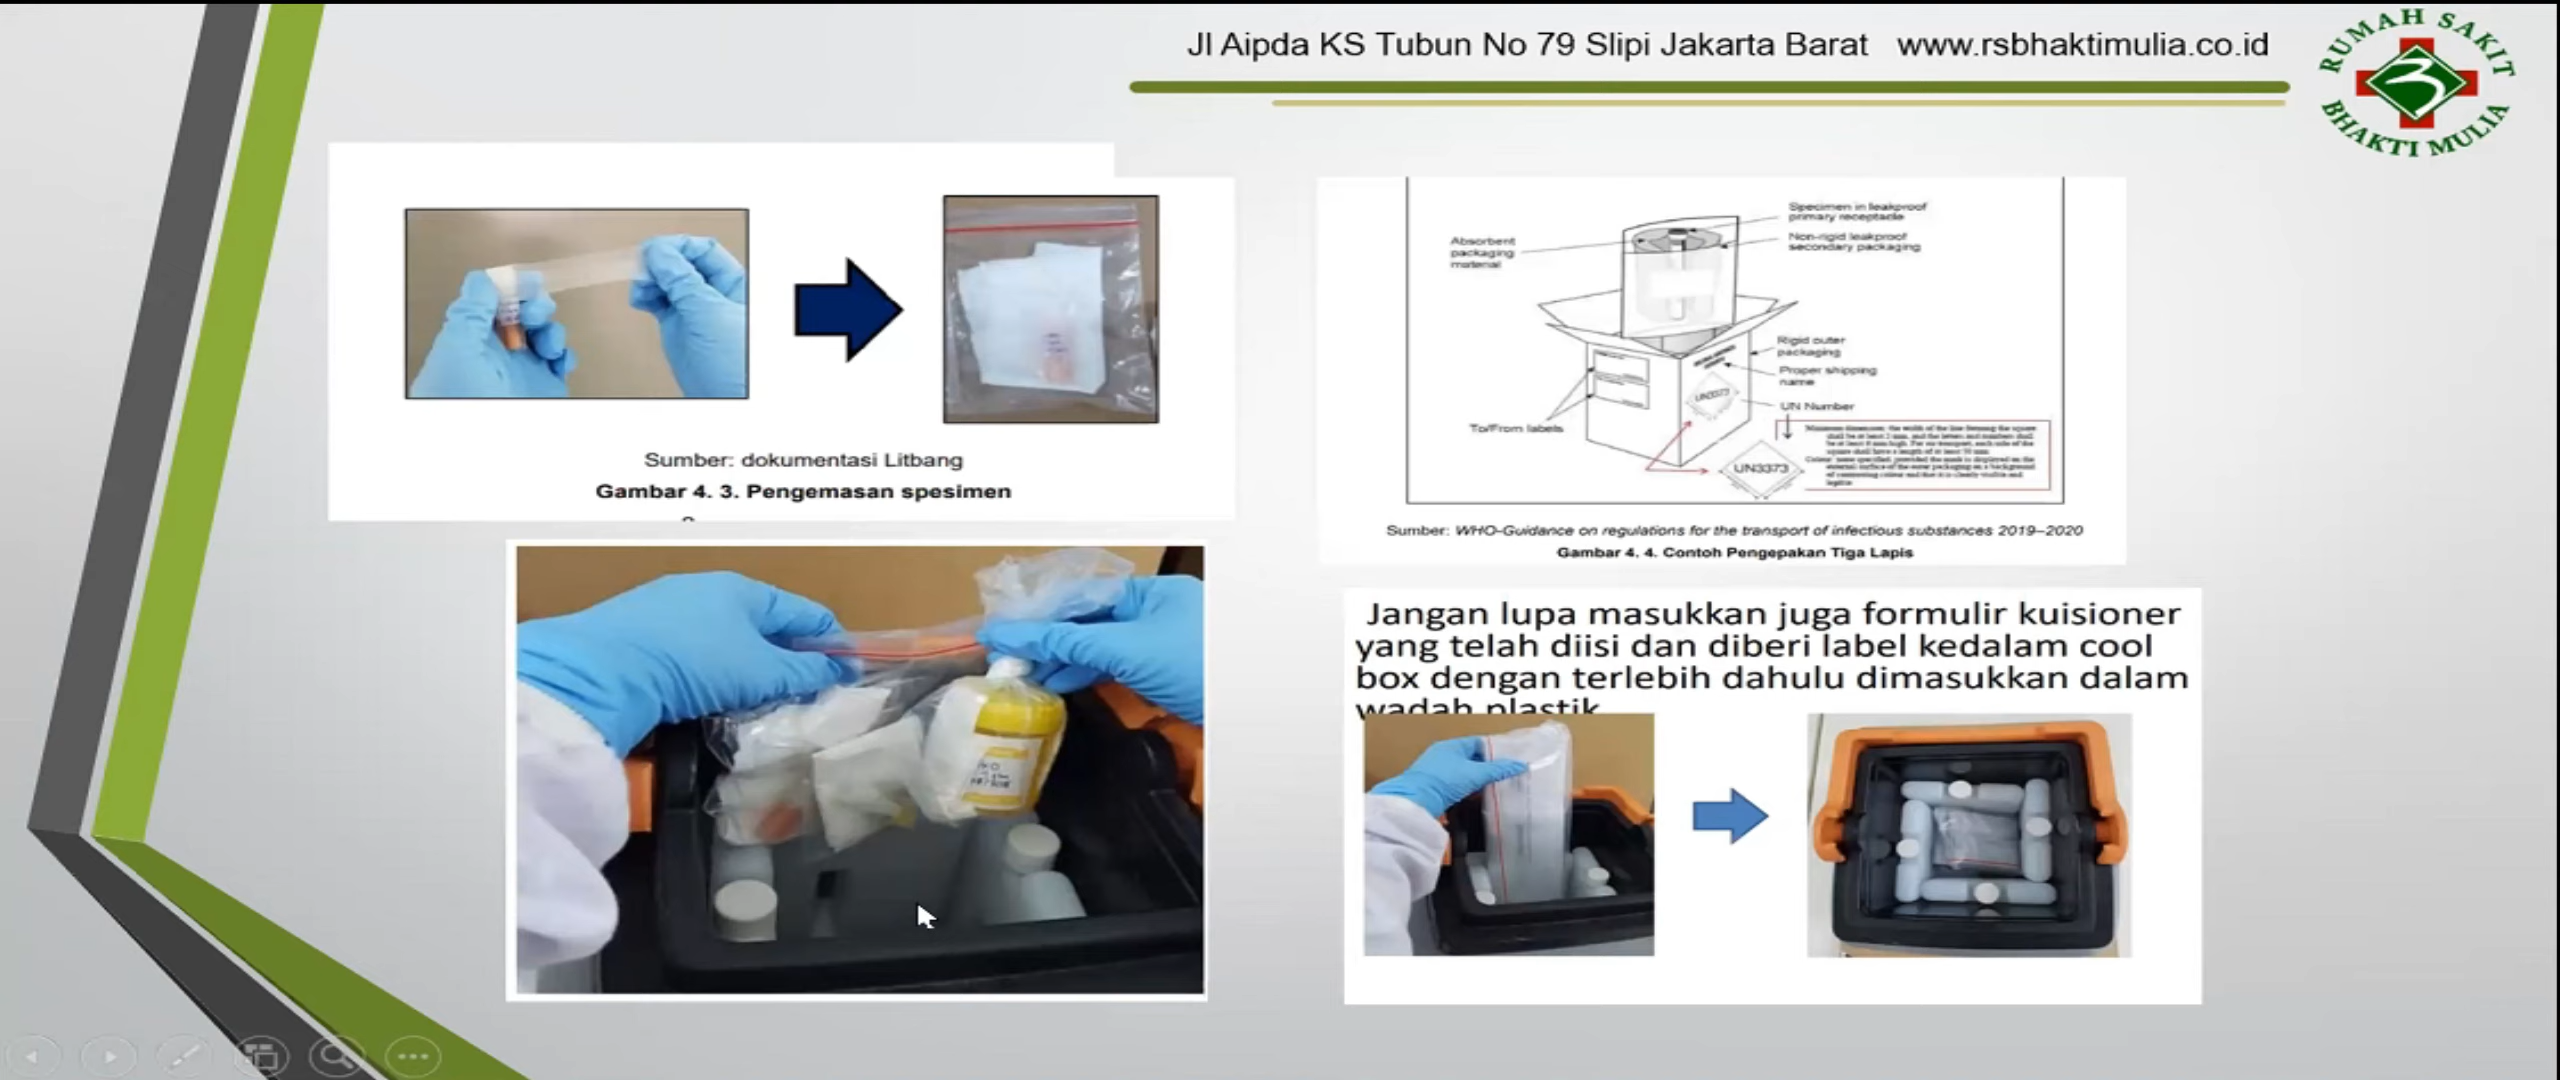 Jl Aipda KS Tubun No 79 Slipi Jakarta Barat www.rsbhaktimulia.co.id
RUMAH SAKIT
BHAKTI MULIA
Sumber: dokumentasi Litbang
Gambar 4. 3. Pengemasan spesimen
Specimen in leakproof
primary receptacle
Absorbent
packaging
material
Non-rigid leakproof
secondary packaging
Rigid outer
packaging
Proper shipping
name
UN3373
UN Number
To/From labels
UN3373
Sumber: WHO-Guidance on regulations for the transport of infectious substances 2019–2020
Gambar 4. 4. Contoh Pengepakan Tiga Lapis
Jangan lupa masukkan juga formulir kuisioner
yang telah diisi dan diberi label kedalam cool
box dengan terlebih dahulu dimasukkan dalam
wadah plastik